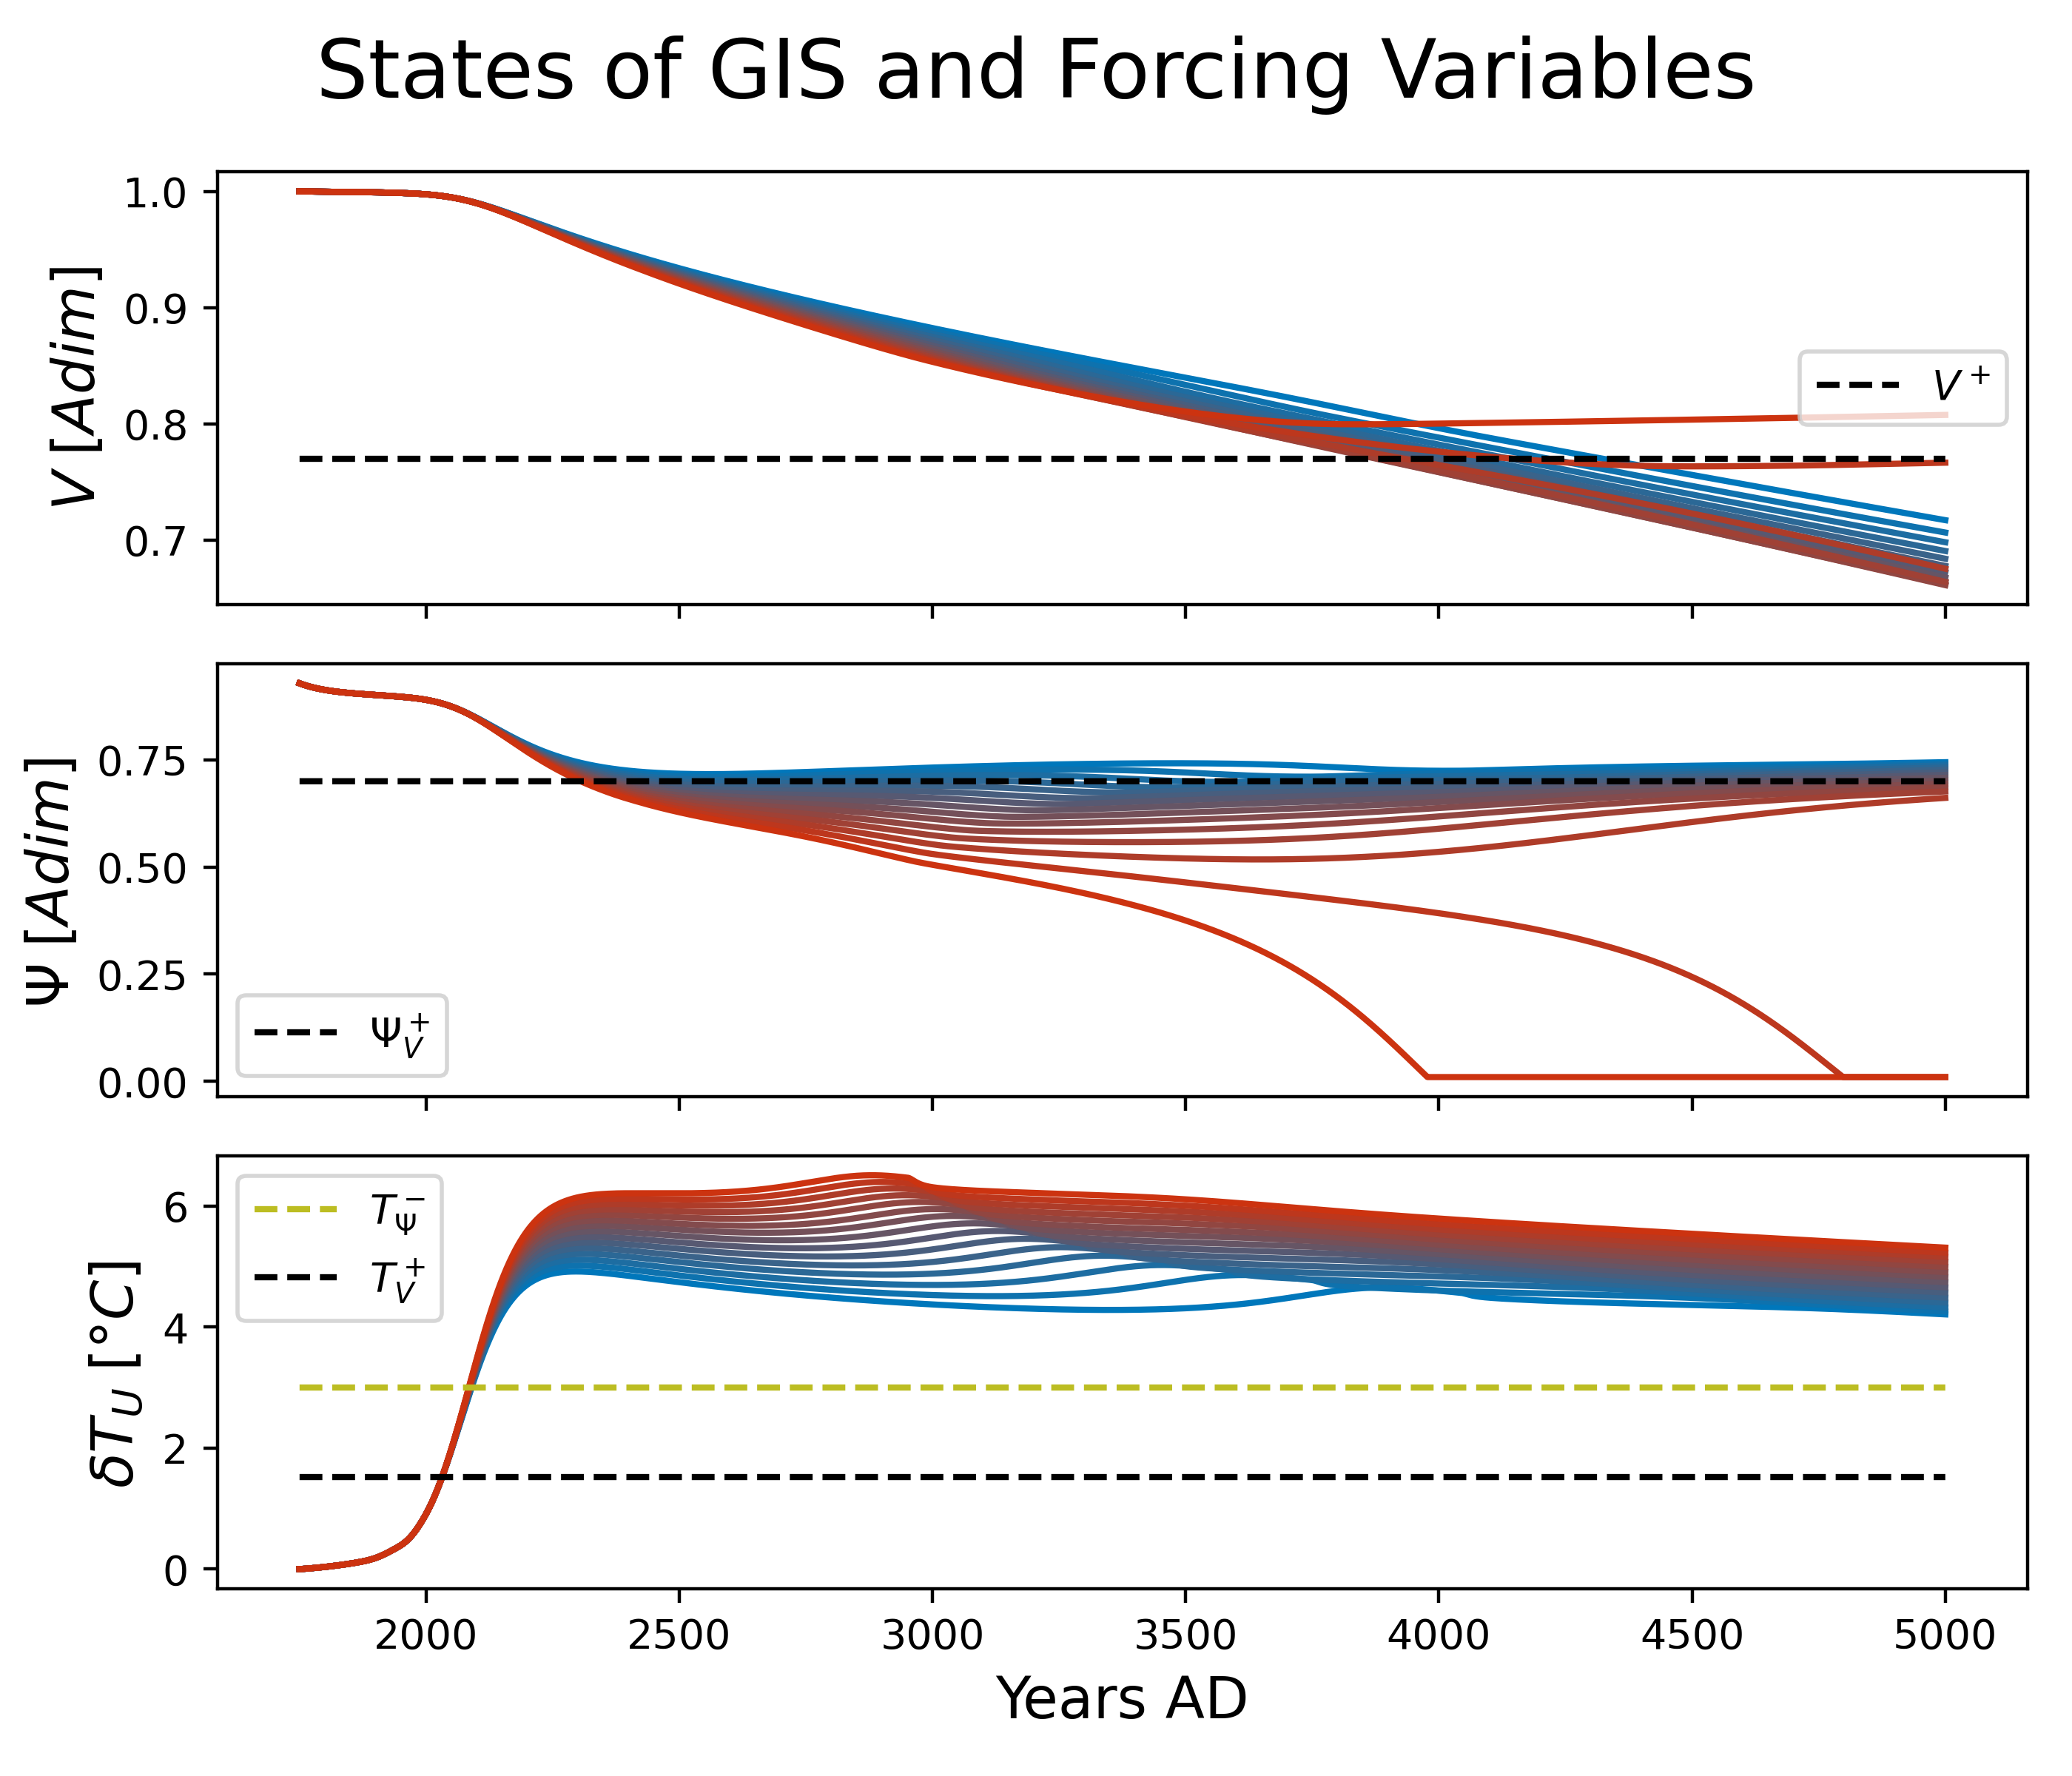 States of GIS and Forcing Variables
1.0
0.9
0.8
0.7
V [Adim]
V⁺
0.75
0.50
0.25
0.00
Ψ [Adim]
Ψ_V⁺
6
4
2
0
δT_U [°C]
T_Ψ⁻
T_V⁺
2000 2500 3000 3500 4000 4500 5000
Years AD